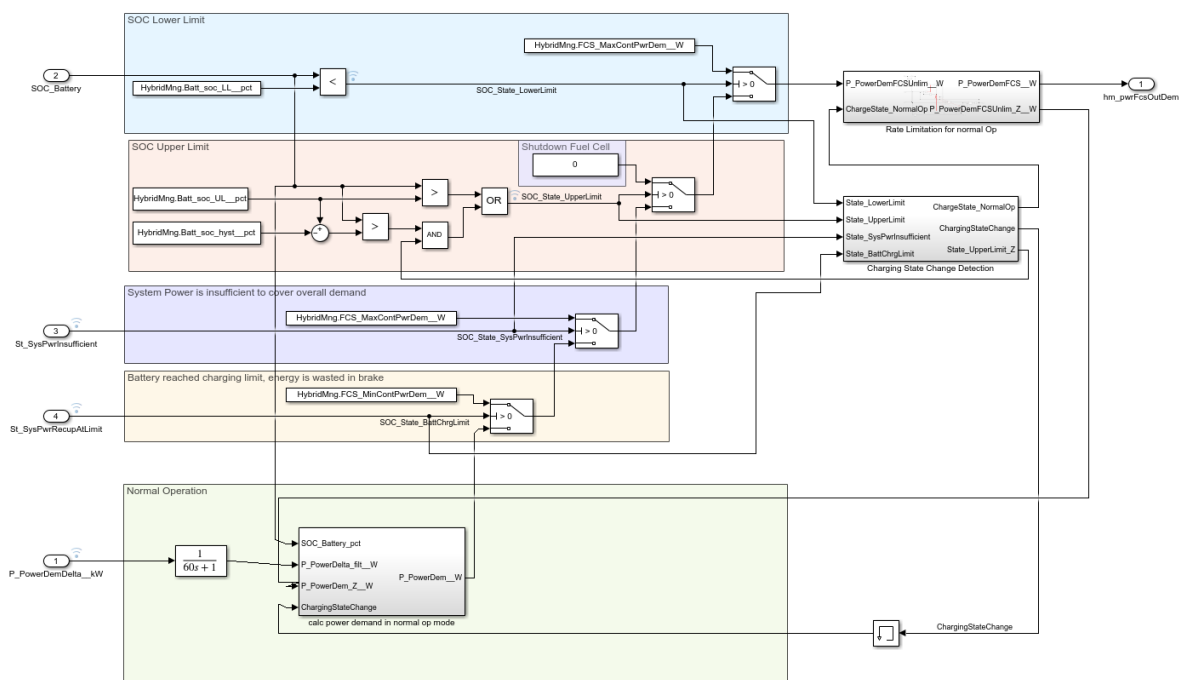 SOC Lower Limit
HybridMng.FCS_MaxContPwrDem__W
2
SOC_Battery
HybridMng.Batt_soc_LL__pct
<
SOC_State_LowerLimit
> 0
P_PowerDemFCSUnlim__W
P_PowerDemFCS__W
ChargeState_NormalOp
P_PowerDemFCSUnlim_Z__W
Rate Limitation for normal Op
1
hm_pwrFcsOutDem
SOC Upper Limit
Shutdown Fuel Cell
0
HybridMng.Batt_soc_UL__pct
HybridMng.Batt_soc_hyst__pct
>
>
AND
OR
SOC_State_UpperLimit
> 0
State_LowerLimit
State_UpperLimit
State_SysPwrInsufficient
State_BattChrgLimit
ChargeState_NormalOp
ChargingStateChange
State_UpperLimit_Z
Charging State Change Detection
System Power is insufficient to cover overall demand
HybridMng.FCS_MaxContPwrDem__W
3
St_SysPwrInsufficient
SOC_State_SysPwrInsufficient
> 0
Battery reached charging limit, energy is wasted in brake
HybridMng.FCS_MinContPwrDem__W
4
St_SysPwrRecupAtLimit
SOC_State_BattChrgLimit
> 0
Normal Operation
1
P_PowerDemDelta__kW
1
60s + 1
SOC_Battery_pct
P_PowerDelta_filt__W
P_PowerDem_Z__W
ChargingStateChange
P_PowerDem__W
calc power demand in normal op mode
ChargingStateChange